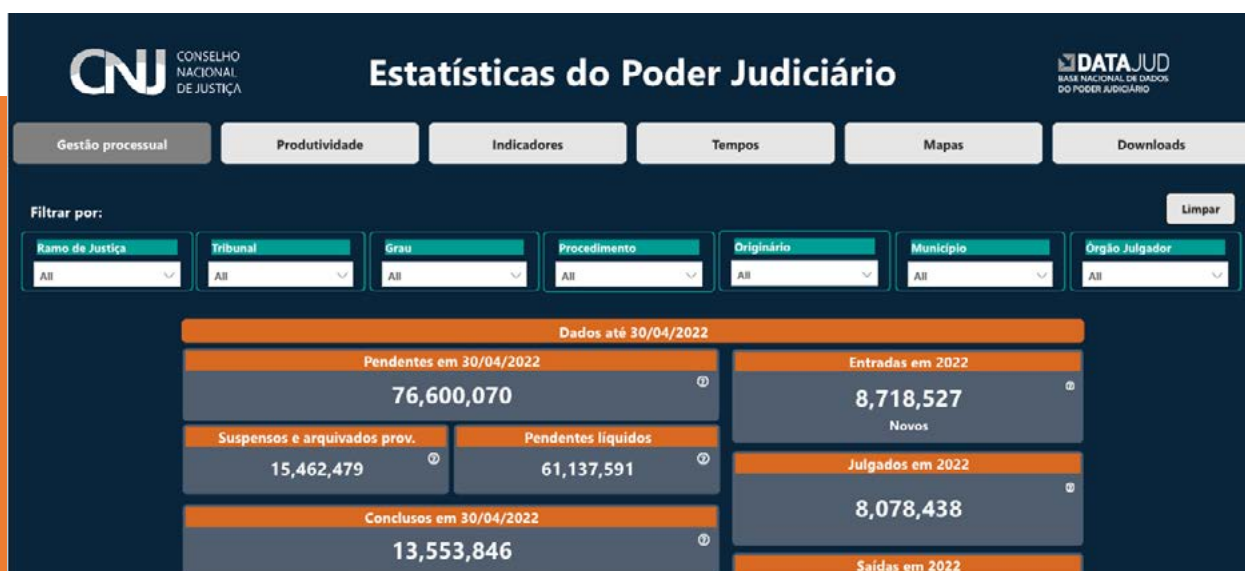 CNJ
CONSELHO
NACIONAL
DE JUSTIÇA
Estatísticas do Poder Judiciário
DATAJUD
BASE NACIONAL DE DADOS
DO PODER JUDICIÁRIO
Gestão processual
Produtividade
Indicadores
Tempos
Mapas
Downloads
Filtrar por:
Limpar
Ramo de Justiça
Tribunal
Grau
Procedimento
Originário
Município
Órgão Julgador
All
All
All
All
All
All
All
Dados até 30/04/2022
Pendentes em 30/04/2022
76,600,070
Entradas em 2022
8,718,527
Novos
Suspensos e arquivados prov.
15,462,479
Pendentes líquidos
61,137,591
Julgados em 2022
8,078,438
Conclusos em 30/04/2022
13,553,846
Saídas em 2022